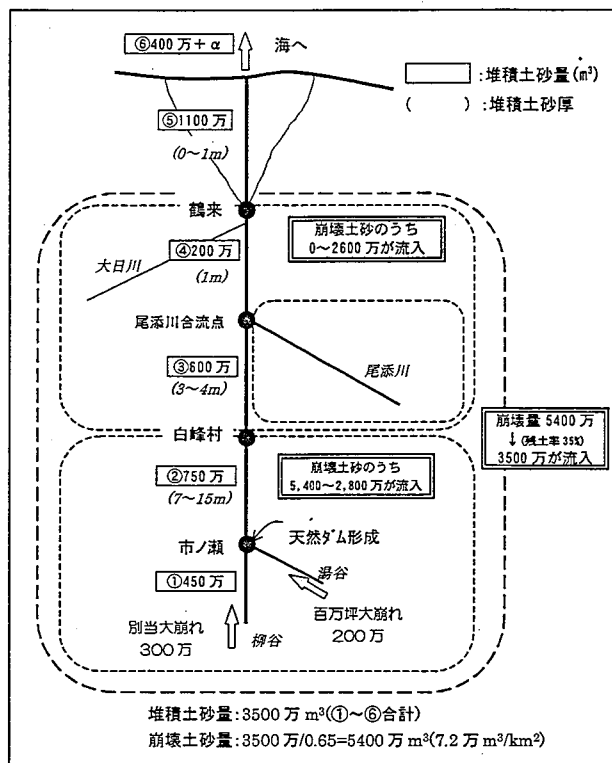 ⑥400万+α
海へ
:堆積土砂量(m³)
( ) :堆積土砂厚
⑤1100万
(0~1m)
鶴来
崩壊土砂のうち
0~2600万が流入
④200万
大日川
(1m)
尾添川合流点
尾添川
③600万
(3~4m)
崩壊量5400万
↓(残土率35%)
3500万が流入
白峰村
②750万
(7~15m)
崩壊土砂のうち
5,400~2,800万が流入
天然ダム形成
市ノ瀬
湯谷
①450万
百万坪大崩れ
200万
別当大崩れ
300万
柳谷
堆積土砂量:3500万m³(①~⑥合計)
崩壊土砂量:3500万/0.65=5400万m³(7.2万m³/km²)